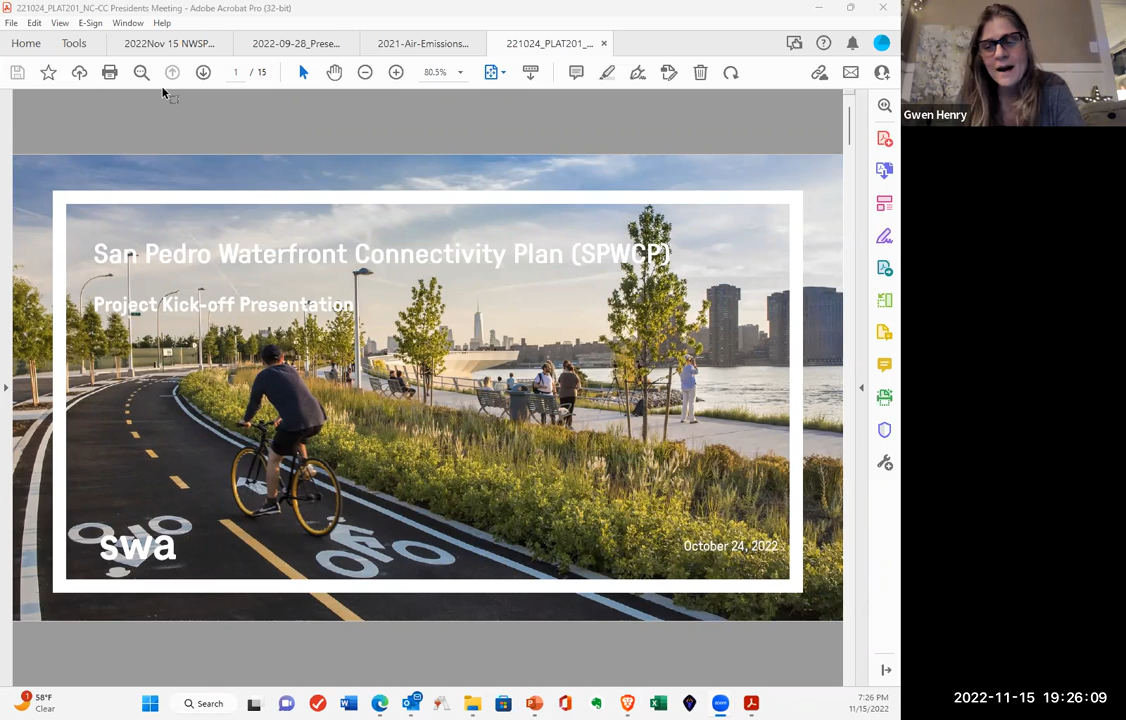 221024_PLAT201_NC-CC Presidents Meeting - Adobe Acrobat Pro (32-bit)
File Edit View E-Sign Window Help
Home Tools 2022Nov 15 NWSP... 2022-09-28_Prese... 2021-Air-Emissions... 221024_PLAT201_... ×
1 / 15 80.5%
Gwen Henry
San Pedro Waterfront Connectivity Plan (SPWCP)
Project Kick-off Presentation
swa
October 24, 2022
1
58°F
Clear
Search
zoom
7:26 PM
11/15/2022
2022-11-15 19:26:09